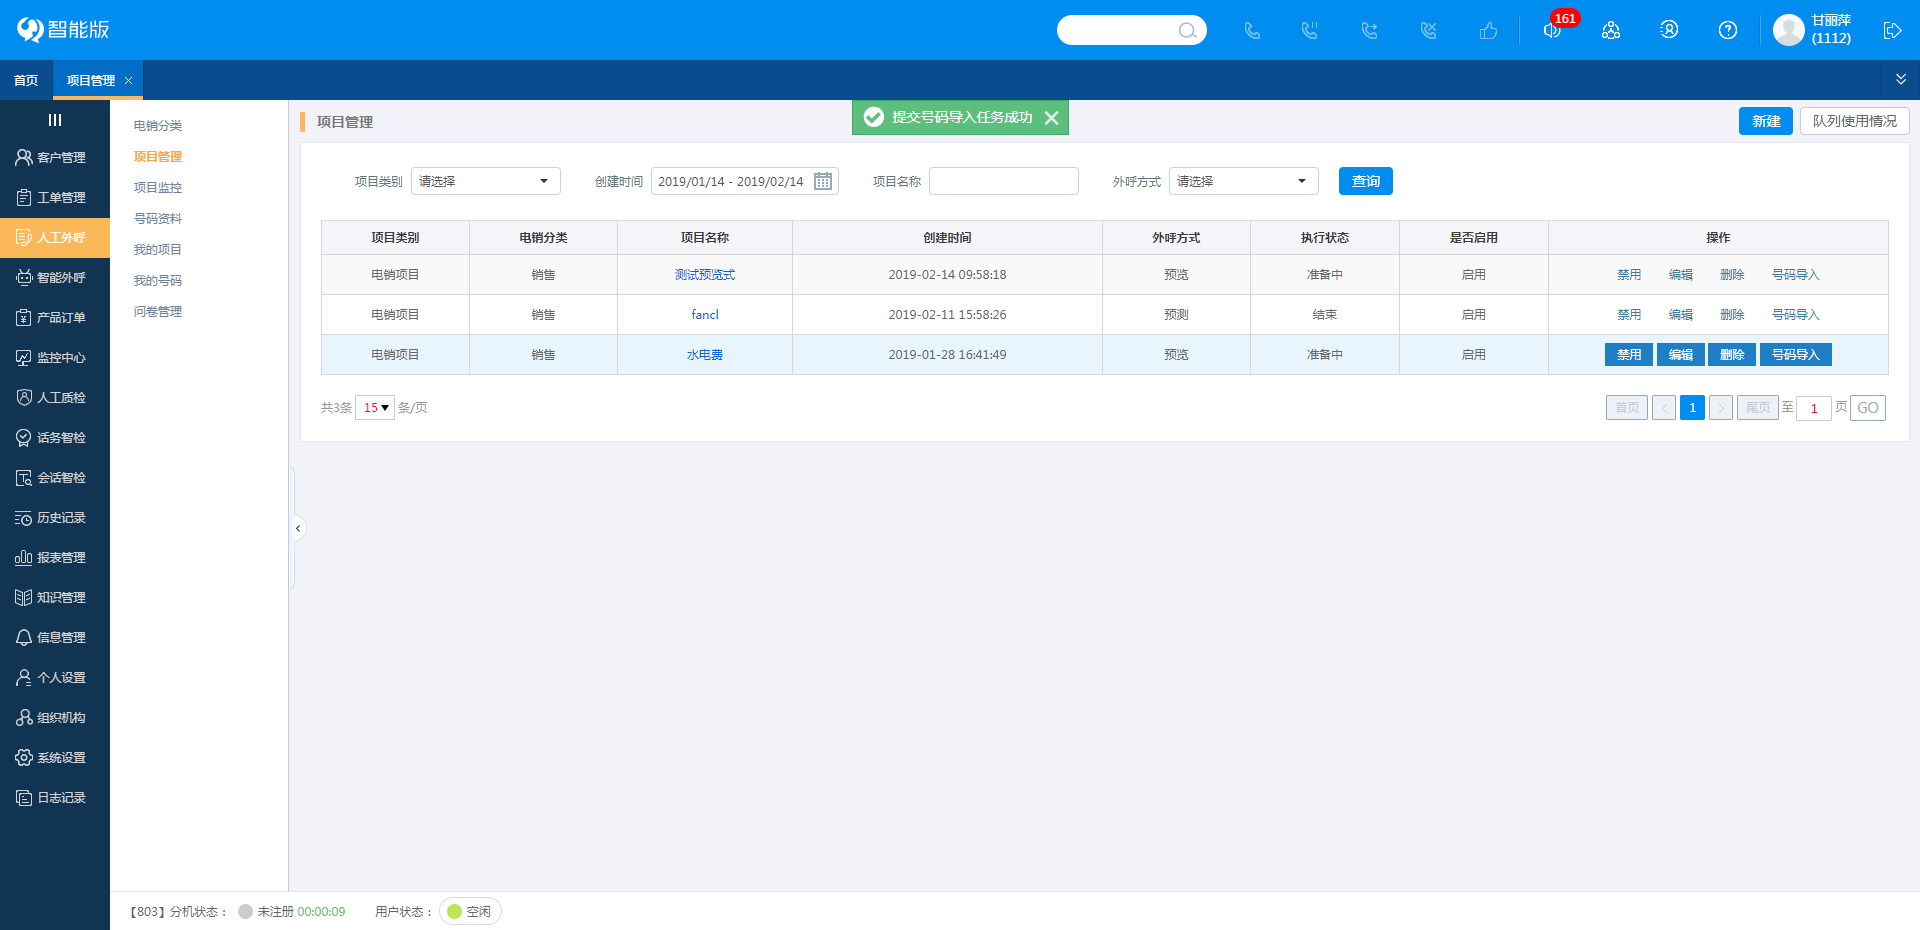 智能版
161
甘丽萍
(1112)
首页
项目管理
客户管理
工单管理
人工外呼
智能外呼
产品订单
监控中心
人工质检
话务智检
会话智检
历史记录
报表管理
知识管理
信息管理
个人设置
组织机构
系统设置
日志记录
电销分类
项目管理
项目监控
号码资料
我的项目
我的号码
问卷管理
项目管理
提交号码导入任务成功
新建 队列使用情况
项目类别 请选择 创建时间 2019/01/14 - 2019/02/14 项目名称 外呼方式 请选择 查询
项目类别 电销分类 项目名称 创建时间 外呼方式 执行状态 是否启用 操作
电销项目 销售 测试预览式 2019-02-14 09:58:18 预览 准备中 启用 禁用 编辑 删除 号码导入
电销项目 销售 fancl 2019-02-11 15:58:26 预测 结束 启用 禁用 编辑 删除 号码导入
电销项目 销售 水电费 2019-01-28 16:41:49 预览 准备中 启用 禁用 编辑 删除 号码导入
共3条 15 条/页 首页 < 1 > 尾页 至 1 页 GO
【803】分机状态： 未注册 00:00:09 用户状态： 空闲